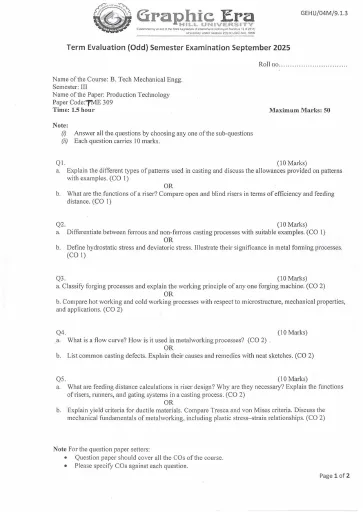 GEHU/04M/9.1.3
Graphic Era
HILL UNIVERSITY
Term Evaluation (Odd) Semester Examination September 2025
Roll no..............................
Name of the Course: B. Tech Mechanical Engg.
Semester: III
Name of the Paper: Production Technology
Paper Code: TME 309
Time: 1.5 hour Maximum Marks: 50
Note:
(i) Answer all the questions by choosing any one of the sub-questions
(ii) Each question carries 10 marks.
Q1. (10 Marks)
a. Explain the different types of patterns used in casting and discuss the allowances provided on patterns
with examples. (CO 1)
OR
b. What are the functions of a riser? Compare open and blind risers in terms of efficiency and feeding
distance. (CO 1)
Q2. (10 Marks)
a. Differentiate between ferrous and non-ferrous casting processes with suitable examples. (CO 1)
OR
b. Define hydrostatic stress and deviatoric stress. Illustrate their significance in metal forming processes.
(CO 1)
Q3. (10 Marks)
a. Classify forging processes and explain the working principle of any one forging machine. (CO 2)
OR
b. Compare hot working and cold working processes with respect to microstructure, mechanical properties,
and applications. (CO 2)
Q4. (10 Marks)
a. What is a flow curve? How is it used in metalworking processes? (CO 2)
OR
b. List common casting defects. Explain their causes and remedies with neat sketches. (CO 2)
Q5. (10 Marks)
a. What are feeding distance calculations in riser design? Why are they necessary? Explain the functions
of risers, runners, and gating systems in a casting process. (CO 2)
OR
b. Explain yield criteria for ductile materials. Compare Tresca and von Mises criteria. Discuss the
mechanical fundamentals of metalworking, including plastic stress–strain relationships. (CO 2)
Note For the question paper setters:
• Question paper should cover all the COs of the course.
• Please specify COs against each question.
Page 1 of 2